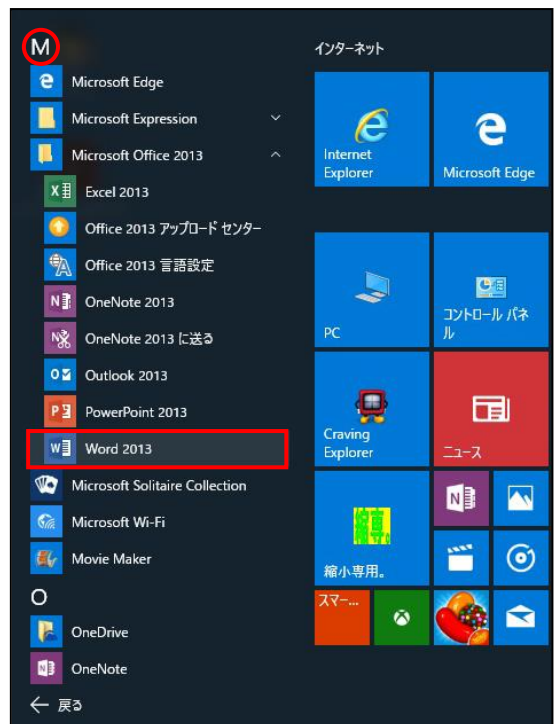 M
Microsoft Edge
Microsoft Expression
Microsoft Office 2013
Excel 2013
Office 2013 アップロード センター
Office 2013 言語設定
OneNote 2013
OneNote 2013 に送る
Outlook 2013
PowerPoint 2013
Word 2013
Microsoft Solitaire Collection
Microsoft Wi-Fi
Movie Maker
O
OneDrive
OneNote
戻る
インターネット
Internet
Explorer
Microsoft Edge
PC
コントロール パネ
ル
Craving
Explorer
ニュース
縮専。
縮小専用。
スマー...